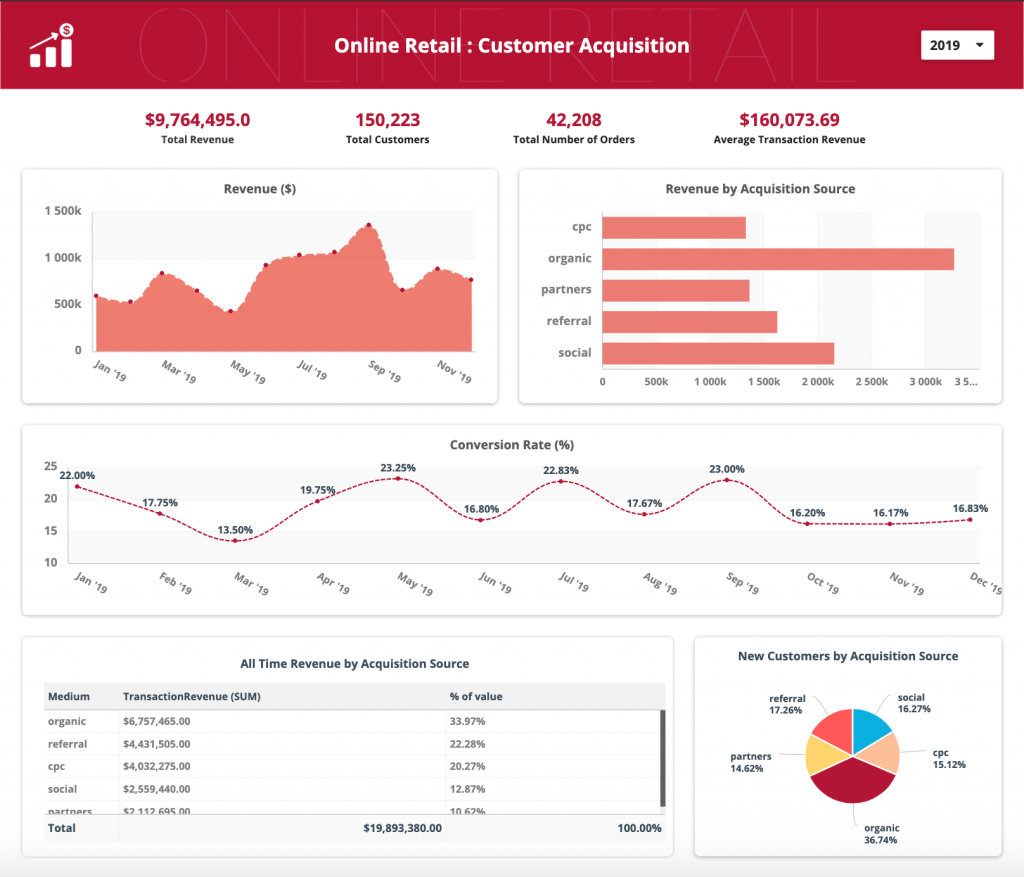 $
ONLINE RETAIL
Online Retail : Customer Acquisition
2019
$9,764,495.0
Total Revenue
150,223
Total Customers
42,208
Total Number of Orders
$160,073.69
Average Transaction Revenue
Revenue ($)
1 500k
1 000k
500k
0
Jan '19 Mar '19 May '19 Jul '19 Sep '19 Nov '19
Revenue by Acquisition Source
cpc
organic
partners
referral
social
0 500k 1 000k 1 500k 2 000k 2 500k 3 000k 3 5...
Conversion Rate (%)
25
20
15
10
22.00% 17.75% 13.50% 19.75% 23.25% 16.80% 22.83% 17.67% 23.00% 16.20% 16.17% 16.83%
Jan '19 Feb '19 Mar '19 Apr '19 May '19 Jun '19 Jul '19 Aug '19 Sep '19 Oct '19 Nov '19 Dec '19
All Time Revenue by Acquisition Source
Medium TransactionRevenue (SUM) % of value
organic $6,757,465.00 33.97%
referral $4,431,505.00 22.28%
cpc $4,032,275.00 20.27%
social $2,559,440.00 12.87%
partners $2,112,695.00 10.62%
Total $19,893,380.00 100.00%
New Customers by Acquisition Source
referral
17.26%
social
16.27%
partners
14.62%
cpc
15.12%
organic
36.74%